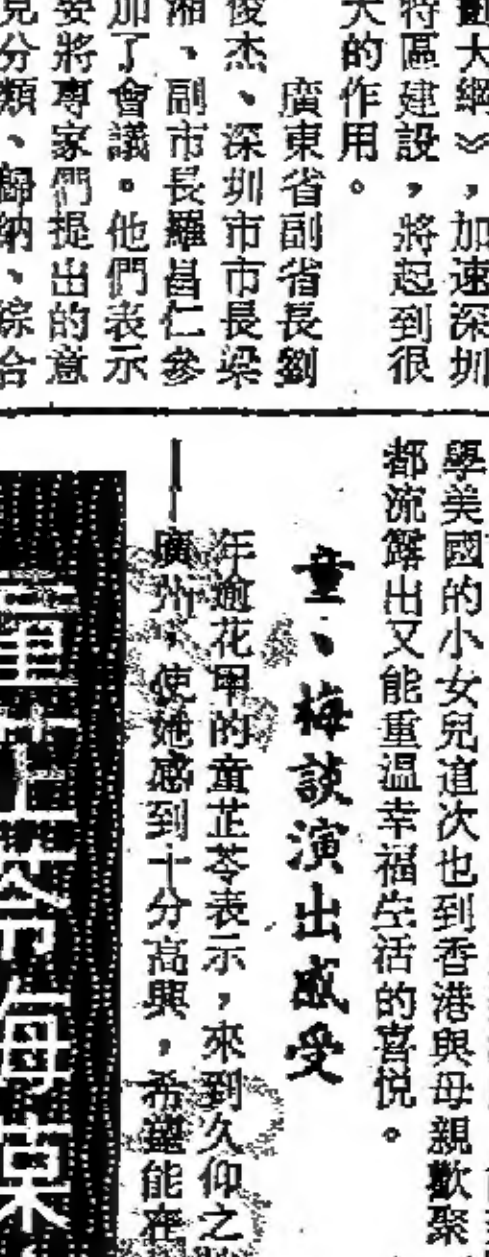 劃大綱》，加速深圳
特區建設，將起到很
大的作用。
廣東省副省長劉
俊杰、深圳市市長梁
湘、副市長羅昌仁參
加了會議。他們表示
要將專家們提出的意
見分類、歸納、綜合
學美國的小女兒這次也到香港與母親歡聚
都流露出又能重溫幸福生活的喜悅。
童、梅談演出感受
年逾花甲的童芷苓表示，來到久仰之
——廣州，使她感到十分高興，希望能在
童芷苓梅葆